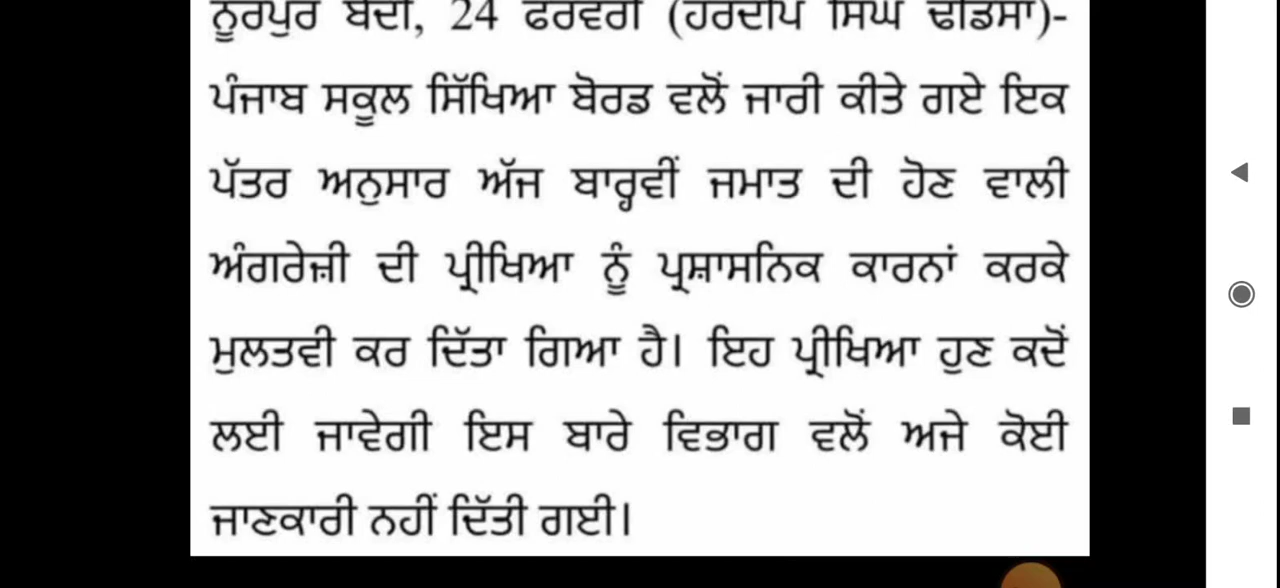 ਨੂਰਪੁਰ ਬੇਦੀ, 24 ਫਰਵਰੀ (ਹਰਦੀਪ ਸਿੰਘ ਢੀਂਡਸਾ)-
ਪੰਜਾਬ ਸਕੂਲ ਸਿੱਖਿਆ ਬੋਰਡ ਵਲੋਂ ਜਾਰੀ ਕੀਤੇ ਗਏ ਇਕ
ਪੱਤਰ ਅਨੁਸਾਰ ਅੱਜ ਬਾਰ੍ਹਵੀਂ ਜਮਾਤ ਦੀ ਹੋਣ ਵਾਲੀ
ਅੰਗਰੇਜ਼ੀ ਦੀ ਪ੍ਰੀਖਿਆ ਨੂੰ ਪ੍ਰਸ਼ਾਸਨਿਕ ਕਾਰਨਾਂ ਕਰਕੇ
ਮੁਲਤਵੀ ਕਰ ਦਿੱਤਾ ਗਿਆ ਹੈ। ਇਹ ਪ੍ਰੀਖਿਆ ਹੁਣ ਕਦੋਂ
ਲਈ ਜਾਵੇਗੀ ਇਸ ਬਾਰੇ ਵਿਭਾਗ ਵਲੋਂ ਅਜੇ ਕੋਈ
ਜਾਣਕਾਰੀ ਨਹੀਂ ਦਿੱਤੀ ਗਈ।